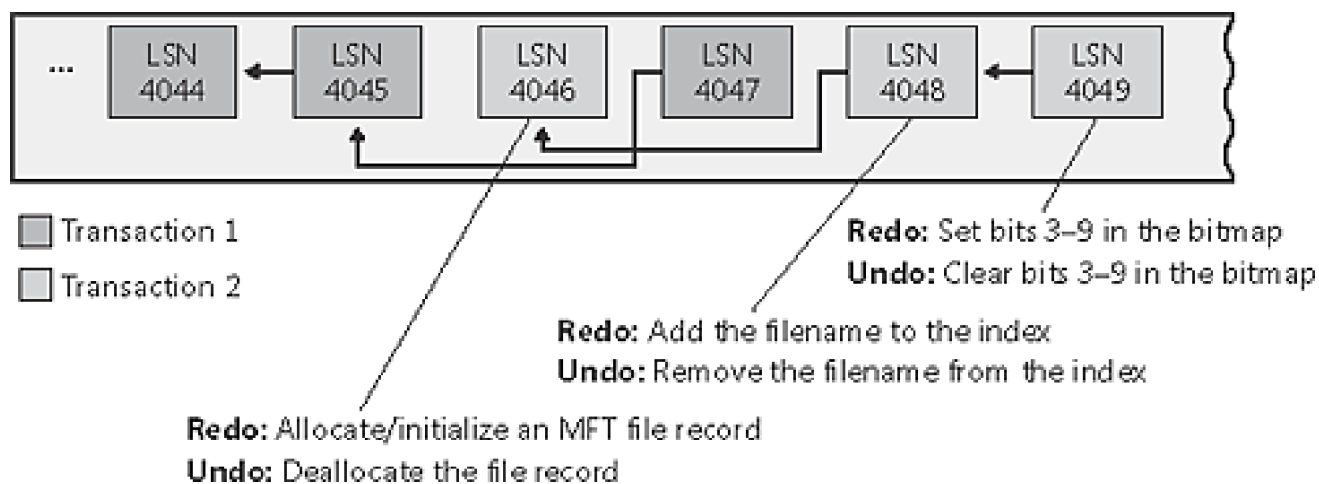 ... LSN 4044 LSN 4045 LSN 4046 LSN 4047 LSN 4048 LSN 4049
Transaction 1
Transaction 2
Redo: Set bits 3–9 in the bitmap
Undo: Clear bits 3–9 in the bitmap
Redo: Add the filename to the index
Undo: Remove the filename from the index
Redo: Allocate/initialize an MFT file record
Undo: Deallocate the file record